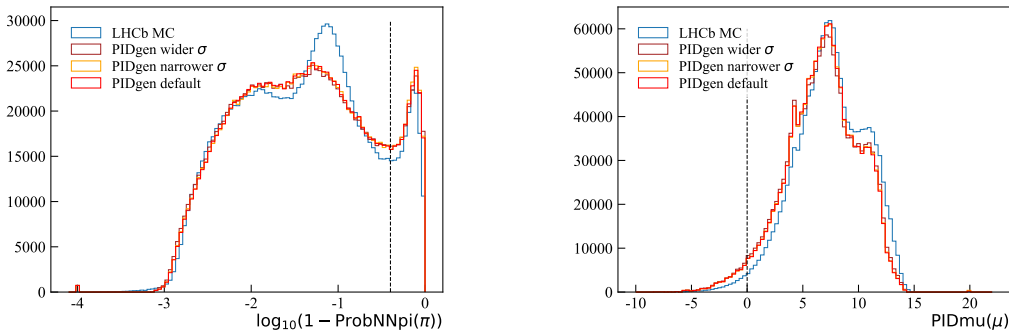 30000
25000
20000
15000
10000
5000
0
LHCb MC
PIDgen wider σ
PIDgen narrower σ
PIDgen default
-4
-3
-2
-1
0
log₁₀(1 − ProbNNpi(π))
60000
50000
40000
30000
20000
10000
0
LHCb MC
PIDgen wider σ
PIDgen narrower σ
PIDgen default
-10
-5
0
5
10
15
20
PIDmu(μ)